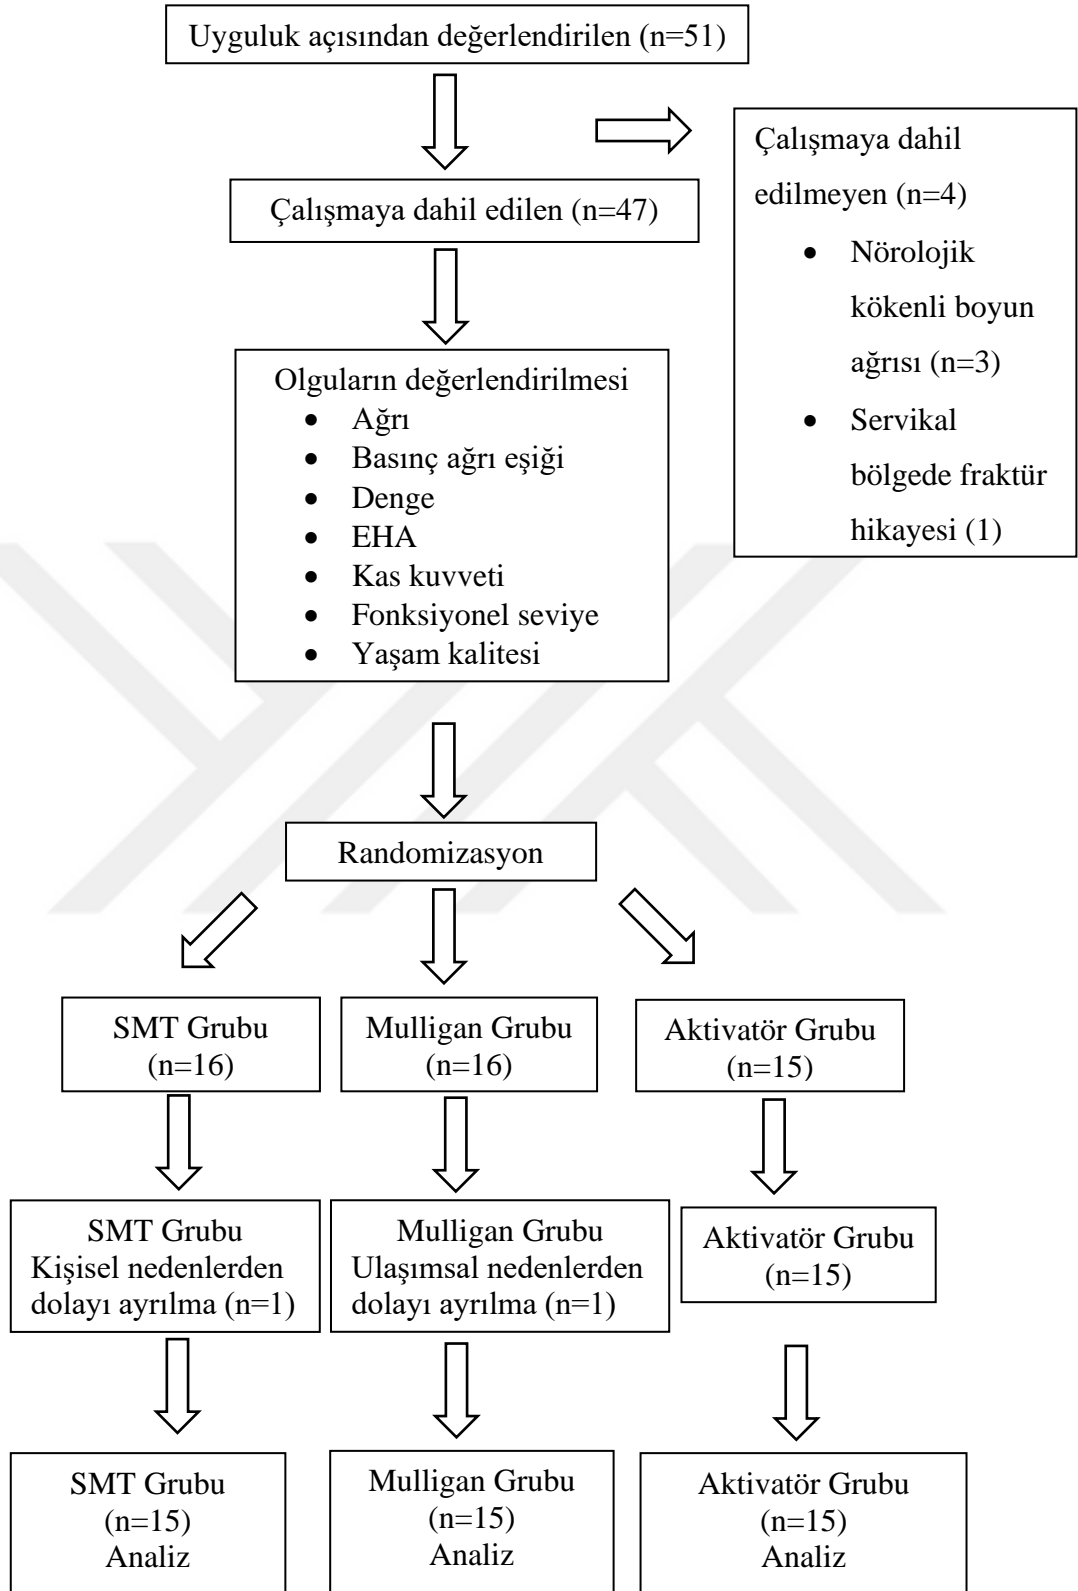 Uyguluk açısından değerlendirilen (n=51)
Çalışmaya dahil
edilmeyen (n=4)
• Nörolojik
kökenli boyun
ağrısı (n=3)
• Servikal
bölgede fraktür
hikayesi (1)
Çalışmaya dahil edilen (n=47)
Olguların değerlendirilmesi
• Ağrı
• Basınç ağrı eşiği
• Denge
• EHA
• Kas kuvveti
• Fonksiyonel seviye
• Yaşam kalitesi
Randomizasyon
SMT Grubu
(n=16)
Mulligan Grubu
(n=16)
Aktivatör Grubu
(n=15)
SMT Grubu
Kişisel nedenlerden
dolayı ayrılma (n=1)
Mulligan Grubu
Ulaşımsal nedenlerden
dolayı ayrılma (n=1)
Aktivatör Grubu
(n=15)
SMT Grubu
(n=15)
Analiz
Mulligan Grubu
(n=15)
Analiz
Aktivatör Grubu
(n=15)
Analiz